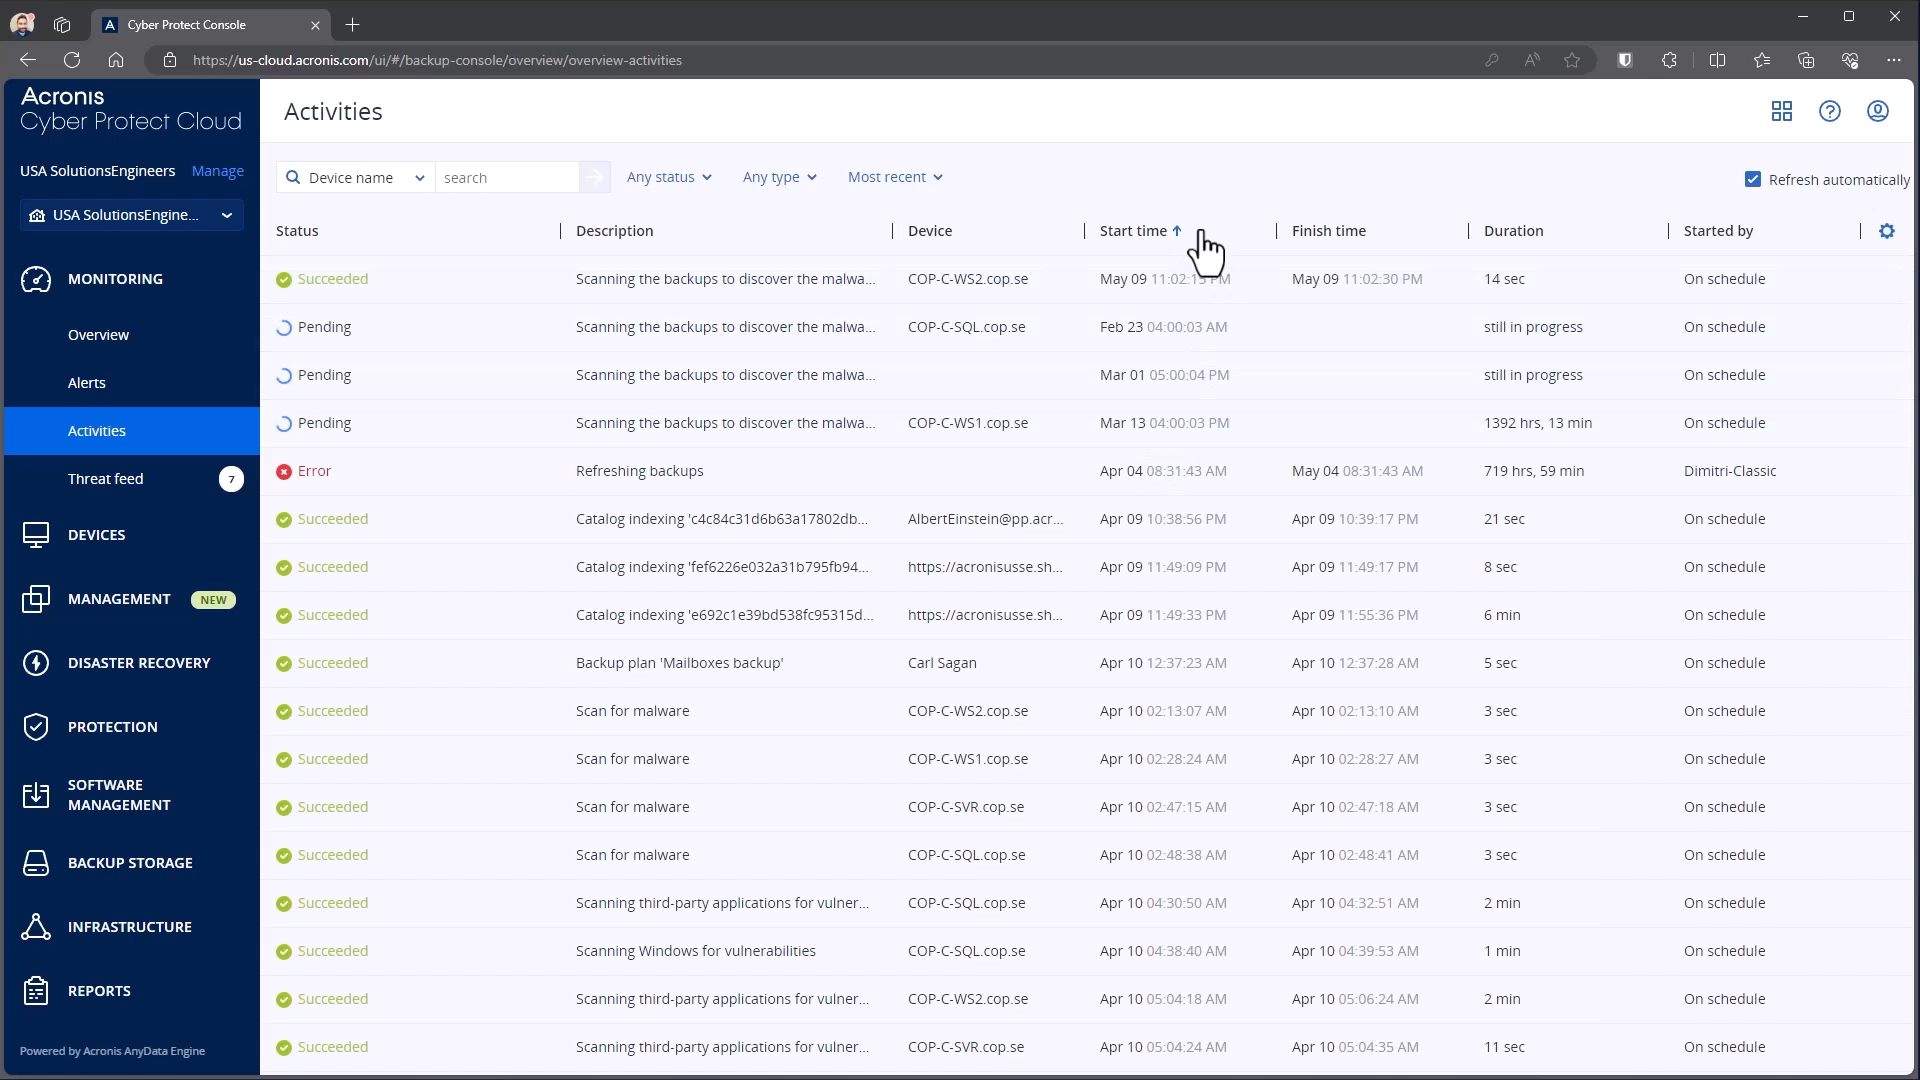 Cyber Protect Console
https://us-cloud.acronis.com/ui/#/backup-console/overview/overview-activities
Acronis
Cyber Protect Cloud
USA SolutionsEngineers Manage
USA SolutionsEngine...
MONITORING
Overview
Alerts
Activities
Threat feed 7
DEVICES
MANAGEMENT NEW
DISASTER RECOVERY
PROTECTION
SOFTWARE
MANAGEMENT
BACKUP STORAGE
INFRASTRUCTURE
REPORTS
Powered by Acronis AnyData Engine
Activities
Device name search Any status Any type Most recent Refresh automatically
Status Description Device Start time Finish time Duration Started by
Succeeded Scanning the backups to discover the malwa... COP-C-WS2.cop.se May 09 11:02:15 PM May 09 11:02:30 PM 14 sec On schedule
Pending Scanning the backups to discover the malwa... COP-C-SQL.cop.se Feb 23 04:00:03 AM still in progress On schedule
Pending Scanning the backups to discover the malwa... Mar 01 05:00:04 PM still in progress On schedule
Pending Scanning the backups to discover the malwa... COP-C-WS1.cop.se Mar 13 04:00:03 PM 1392 hrs, 13 min On schedule
Error Refreshing backups Apr 04 08:31:43 AM May 04 08:31:43 AM 719 hrs, 59 min Dimitri-Classic
Succeeded Catalog indexing 'c4c84c31d6b63a17802db... AlbertEinstein@pp.acr... Apr 09 10:38:56 PM Apr 09 10:39:17 PM 21 sec On schedule
Succeeded Catalog indexing 'fef6226e032a31b795fb94... https://acronisusse.sh... Apr 09 11:49:09 PM Apr 09 11:49:17 PM 8 sec On schedule
Succeeded Catalog indexing 'e692c1e39bd538fc95315d... https://acronisusse.sh... Apr 09 11:49:33 PM Apr 09 11:55:36 PM 6 min On schedule
Succeeded Backup plan 'Mailboxes backup' Carl Sagan Apr 10 12:37:23 AM Apr 10 12:37:28 AM 5 sec On schedule
Succeeded Scan for malware COP-C-WS2.cop.se Apr 10 02:13:07 AM Apr 10 02:13:10 AM 3 sec On schedule
Succeeded Scan for malware COP-C-WS1.cop.se Apr 10 02:28:24 AM Apr 10 02:28:27 AM 3 sec On schedule
Succeeded Scan for malware COP-C-SVR.cop.se Apr 10 02:47:15 AM Apr 10 02:47:18 AM 3 sec On schedule
Succeeded Scan for malware COP-C-SQL.cop.se Apr 10 02:48:38 AM Apr 10 02:48:41 AM 3 sec On schedule
Succeeded Scanning third-party applications for vulner... COP-C-SQL.cop.se Apr 10 04:30:50 AM Apr 10 04:32:51 AM 2 min On schedule
Succeeded Scanning Windows for vulnerabilities COP-C-SQL.cop.se Apr 10 04:38:40 AM Apr 10 04:39:53 AM 1 min On schedule
Succeeded Scanning third-party applications for vulner... COP-C-WS2.cop.se Apr 10 05:04:18 AM Apr 10 05:06:24 AM 2 min On schedule
Succeeded Scanning third-party applications for vulner... COP-C-SVR.cop.se Apr 10 05:04:24 AM Apr 10 05:04:35 AM 11 sec On schedule